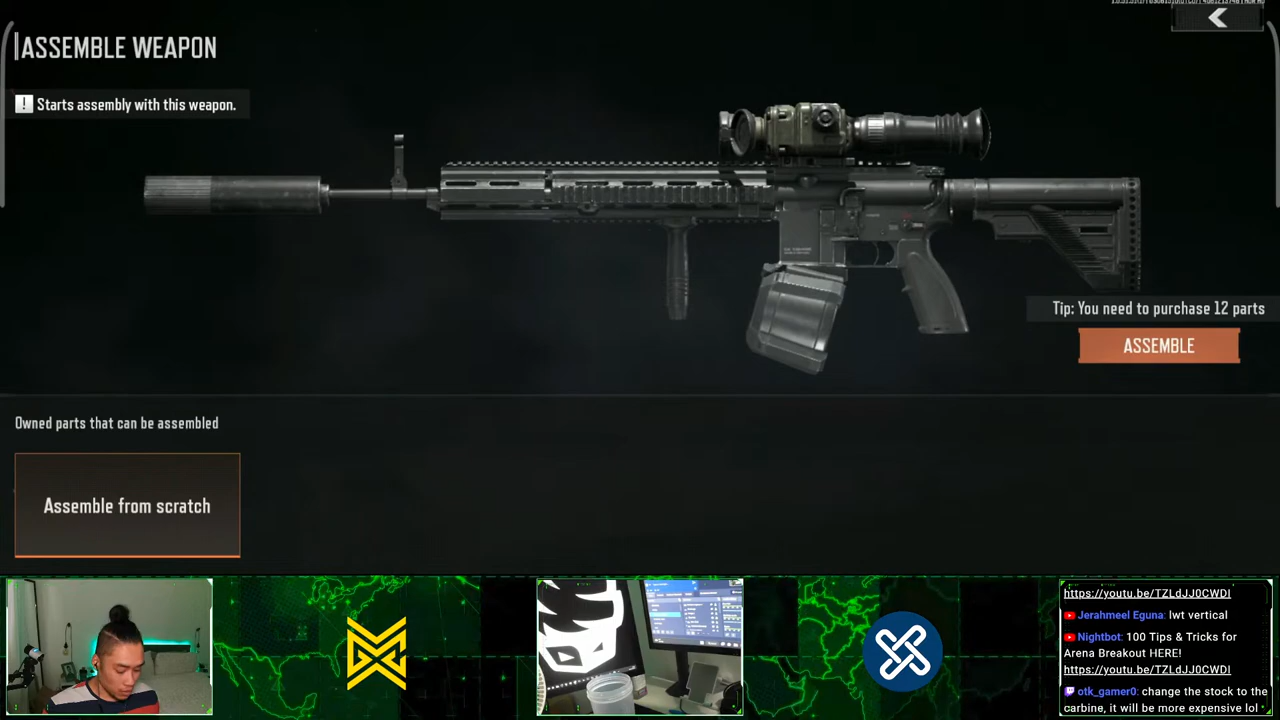 ASSEMBLE WEAPON
! Starts assembly with this weapon.
Tip: You need to purchase 12 parts
ASSEMBLE
Owned parts that can be assembled
Assemble from scratch
https://youtu.be/TZLdJJ0CWDI
Jerahmeel Eguna: lwt vertical
Nightbot: 100 Tips & Tricks for
Arena Breakout HERE!
https://youtu.be/TZLdJJ0CWDI
otk_gamer0: change the stock to the
carbine, it will be more expensive lol